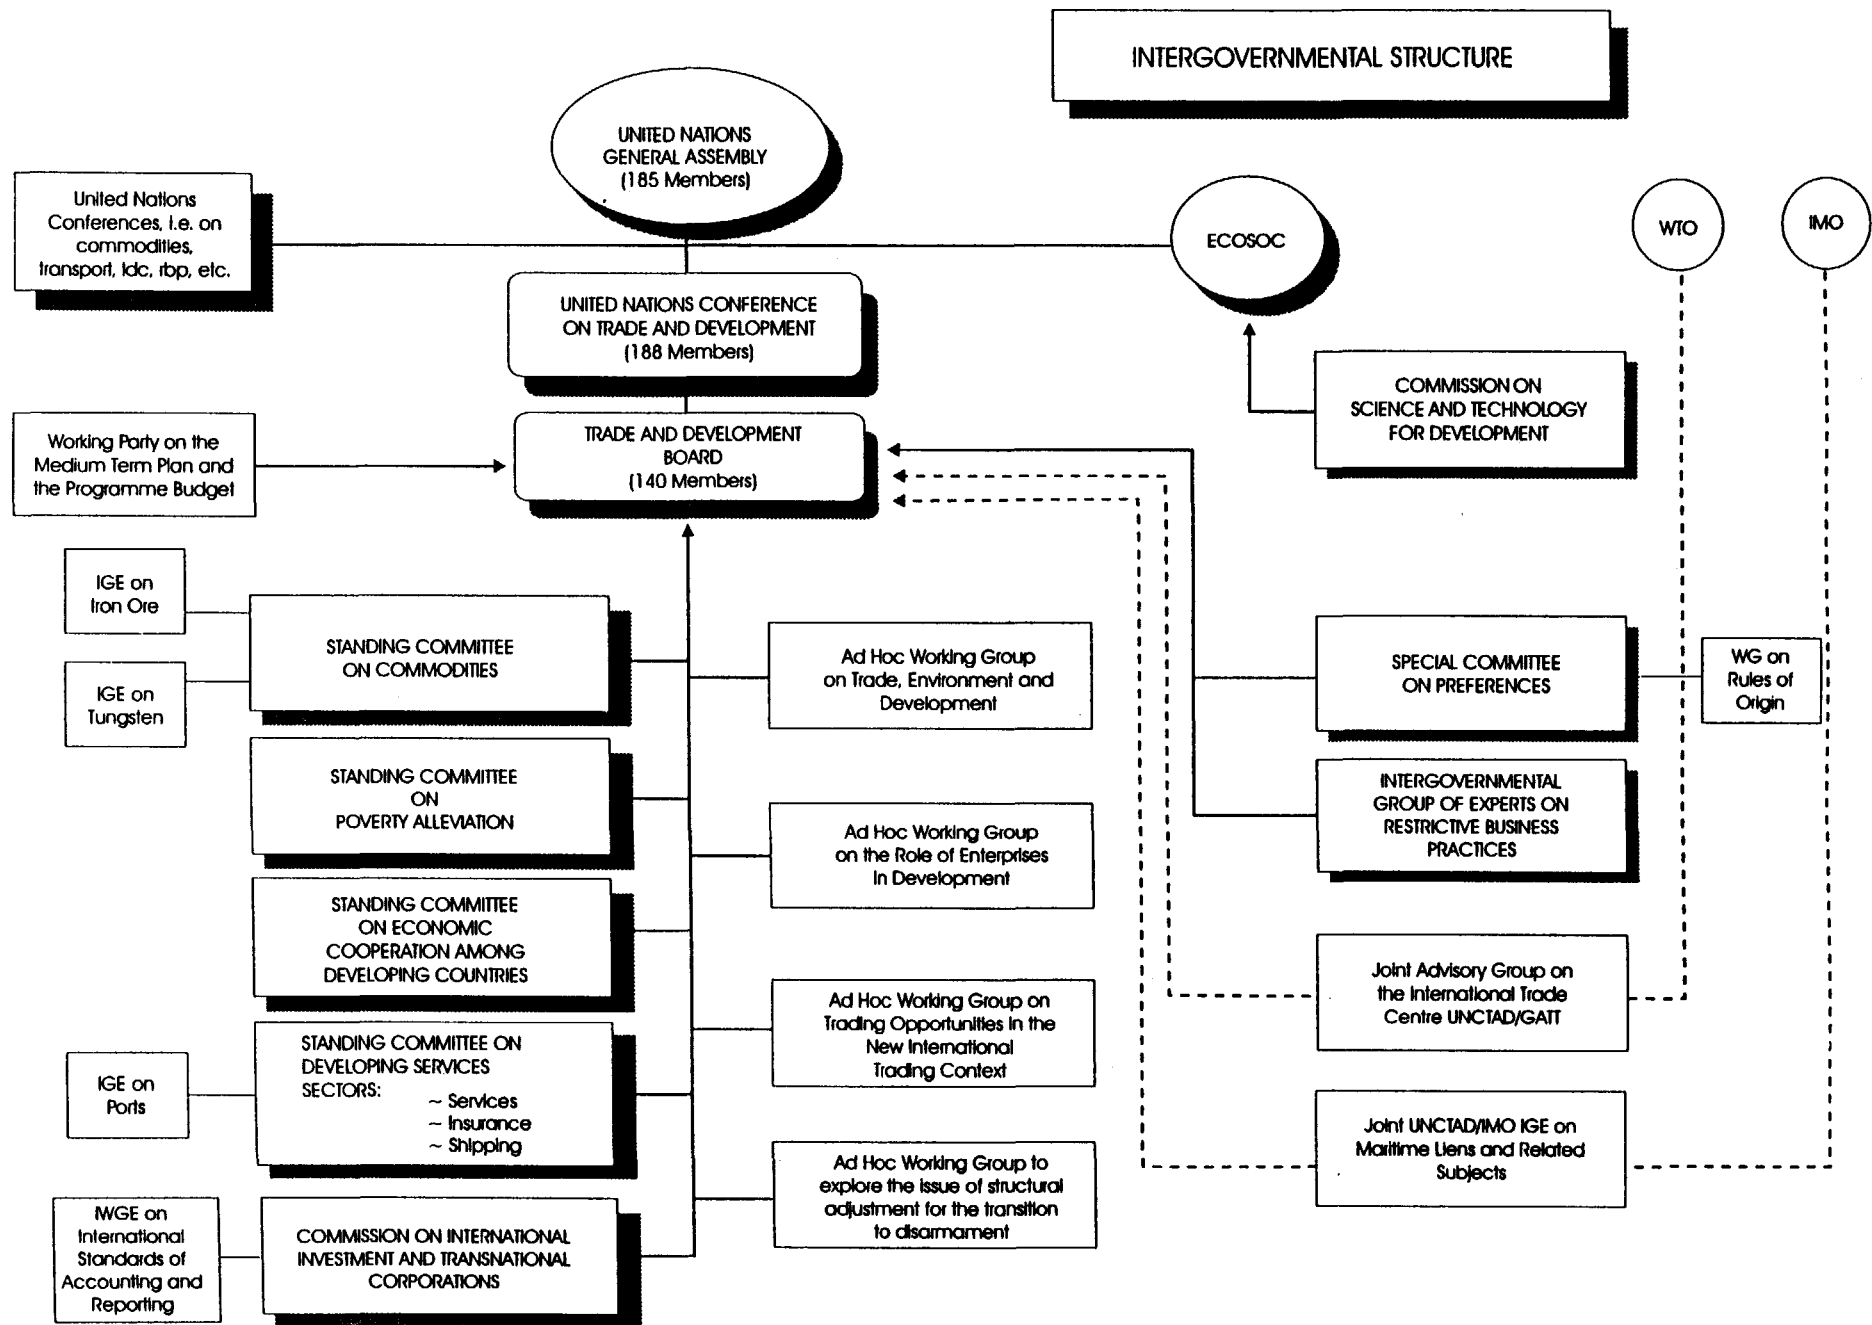 INTERGOVERNMENTAL STRUCTURE
UNITED NATIONS
GENERAL ASSEMBLY
(185 Members)
United Nations
Conferences, i.e. on
commodities,
transport, ldc, rbp, etc.
ECOSOC
WTO
IMO
UNITED NATIONS CONFERENCE
ON TRADE AND DEVELOPMENT
(188 Members)
COMMISSION ON
SCIENCE AND TECHNOLOGY
FOR DEVELOPMENT
Working Party on the
Medium Term Plan and
the Programme Budget
TRADE AND DEVELOPMENT
BOARD
(140 Members)
IGE on
Iron Ore
IGE on
Tungsten
STANDING COMMITTEE
ON COMMODITIES
Ad Hoc Working Group
on Trade, Environment and
Development
SPECIAL COMMITTEE
ON PREFERENCES
WG on
Rules of
Origin
STANDING COMMITTEE
ON
POVERTY ALLEVIATION
Ad Hoc Working Group
on the Role of Enterprises
in Development
INTERGOVERNMENTAL
GROUP OF EXPERTS ON
RESTRICTIVE BUSINESS
PRACTICES
STANDING COMMITTEE
ON ECONOMIC
COOPERATION AMONG
DEVELOPING COUNTRIES
Ad Hoc Working Group on
Trading Opportunities in the
New International
Trading Context
Joint Advisory Group on
the International Trade
Centre UNCTAD/GATT
IGE on
Ports
STANDING COMMITTEE ON
DEVELOPING SERVICES
SECTORS:
~ Services
~ Insurance
~ Shipping
Ad Hoc Working Group to
explore the issue of structural
adjustment for the transition
to disarmament
Joint UNCTAD/IMO IGE on
Maritime Liens and Related
Subjects
IWGE on
International
Standards of
Accounting and
Reporting
COMMISSION ON INTERNATIONAL
INVESTMENT AND TRANSNATIONAL
CORPORATIONS